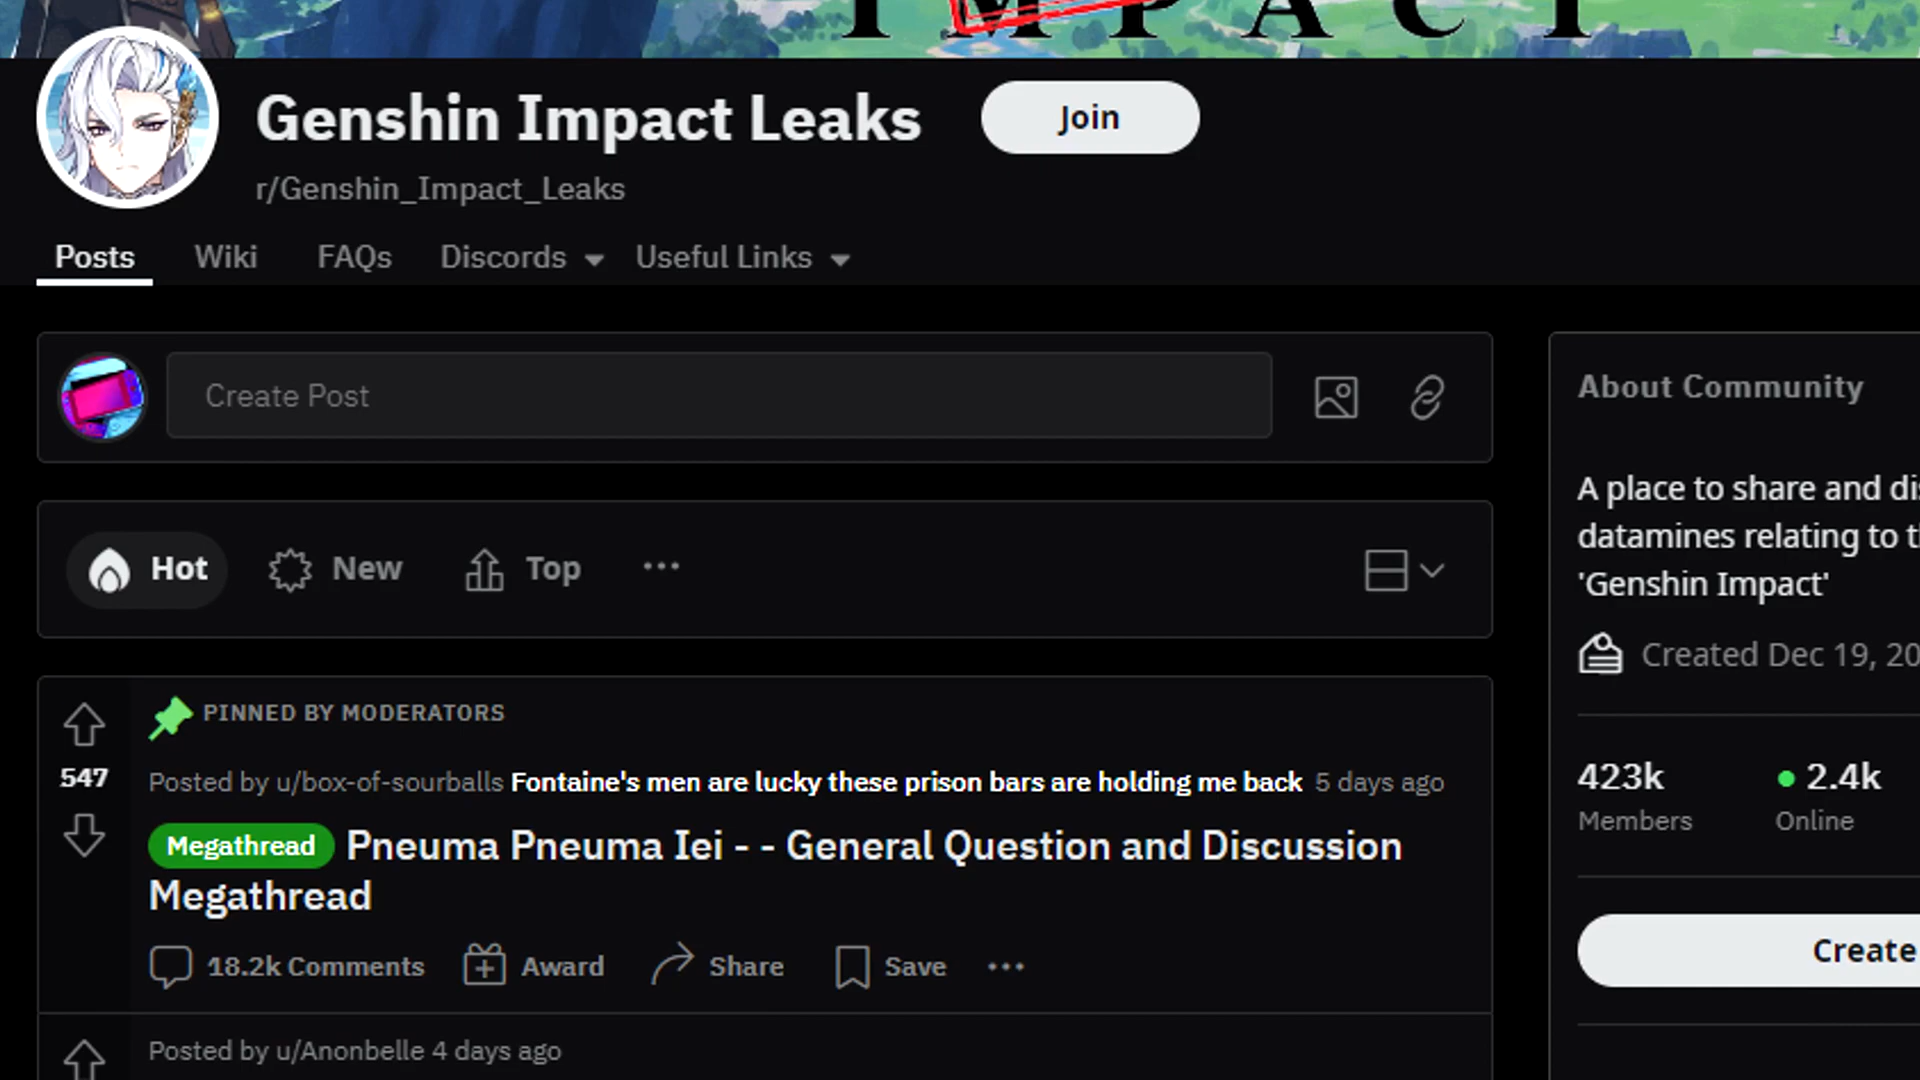 IMPACT
Genshin Impact Leaks
Join
r/Genshin_Impact_Leaks
Posts Wiki FAQs Discords Useful Links
Create Post
About Community
A place to share and dis
datamines relating to t
'Genshin Impact'
Hot New Top ...
Created Dec 19, 20
PINNED BY MODERATORS
547
Posted by u/box-of-sourballs Fontaine's men are lucky these prison bars are holding me back 5 days ago
423k 2.4k
Members Online
Megathread Pneuma Pneuma Iei - - General Question and Discussion
Megathread
18.2k Comments Award Share Save ...
Create
Posted by u/Anonbelle 4 days ago